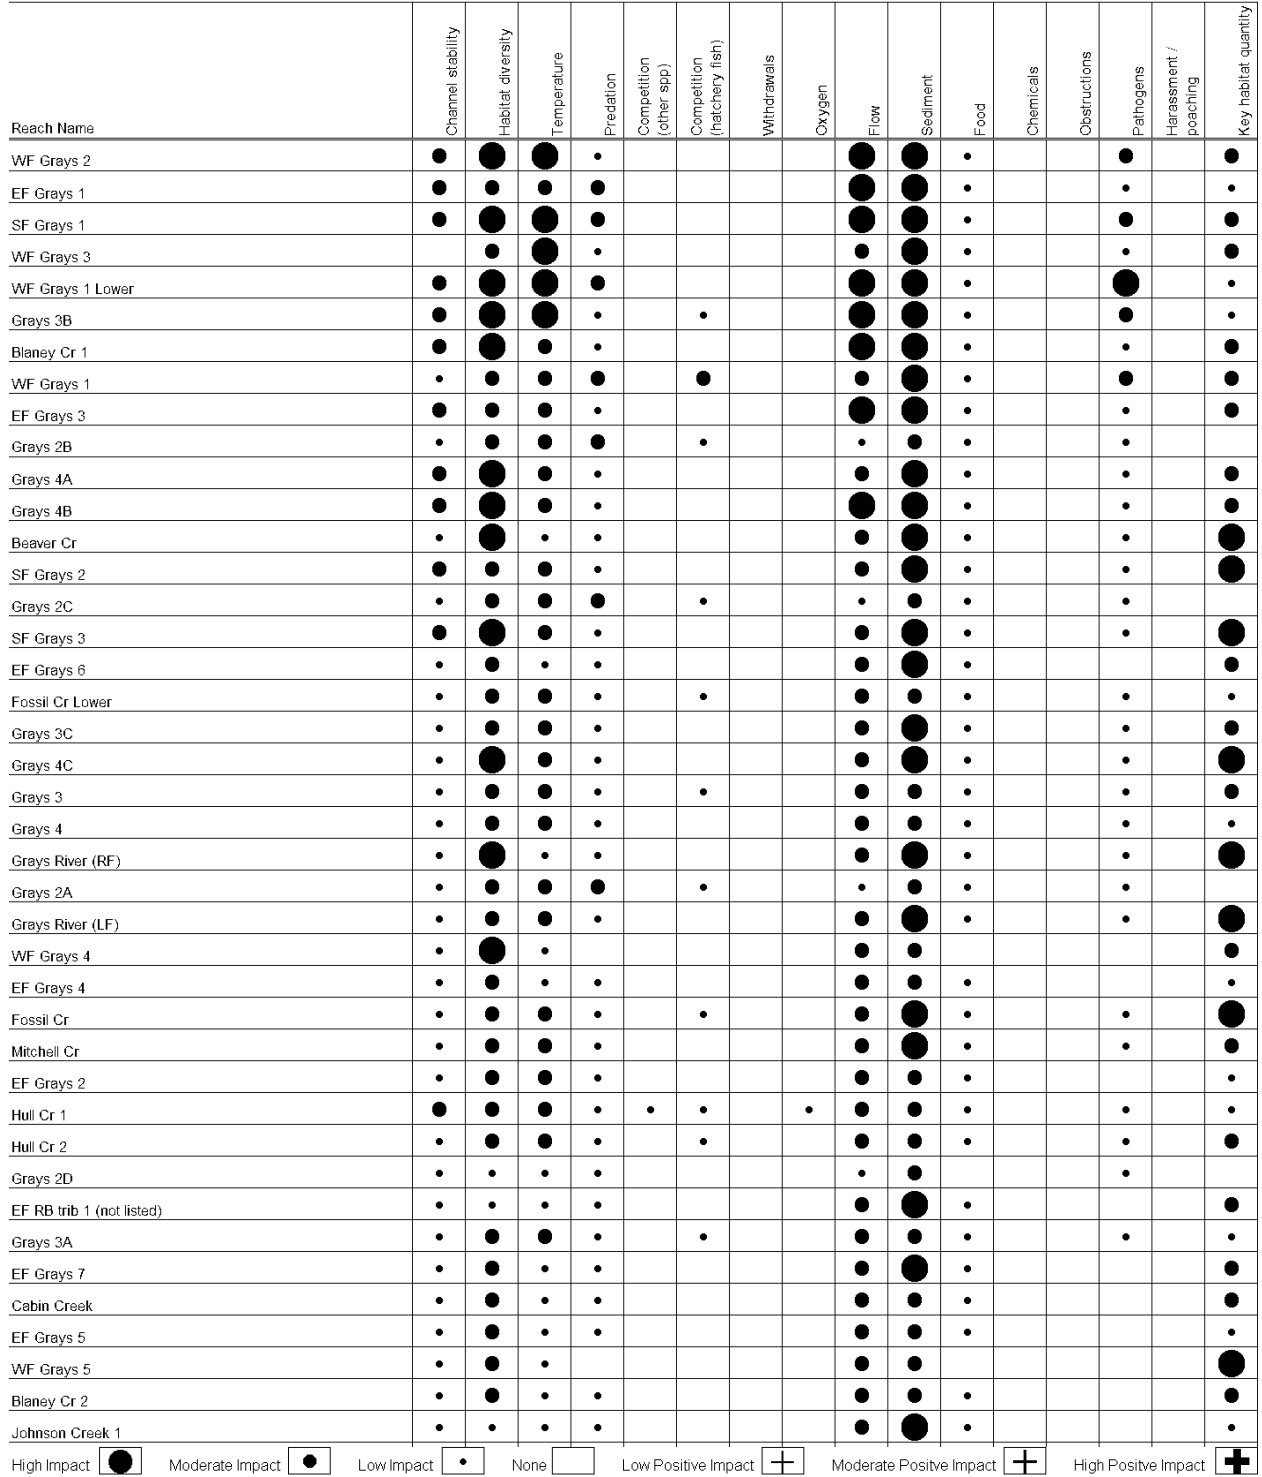 Reach Name
Channel stability
Habitat diversity
Temperature
Predation
Competition
(other spp)
Competition
(hatchery fish)
Withdrawals
Oxygen
Flow
Sediment
Food
Chemicals
Obstructions
Pathogens
Harassment /
poaching
Key habitat quantity
WF Grays 2
EF Grays 1
SF Grays 1
WF Grays 3
WF Grays 1 Lower
Grays 3B
Blaney Cr 1
WF Grays 1
EF Grays 3
Grays 2B
Grays 4A
Grays 4B
Beaver Cr
SF Grays 2
Grays 2C
SF Grays 3
EF Grays 6
Fossil Cr Lower
Grays 3C
Grays 4C
Grays 3
Grays 4
Grays River (RF)
Grays 2A
Grays River (LF)
WF Grays 4
EF Grays 4
Fossil Cr
Mitchell Cr
EF Grays 2
Hull Cr 1
Hull Cr 2
Grays 2D
EF RB trib 1 (not listed)
Grays 3A
EF Grays 7
Cabin Creek
EF Grays 5
WF Grays 5
Blaney Cr 2
Johnson Creek 1
High Impact Moderate Impact Low Impact None Low Positive Impact Moderate Positve Impact High Positve Impact